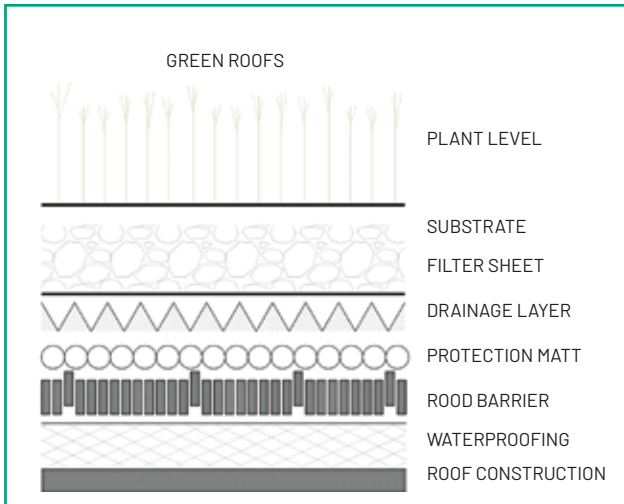 GREEN ROOFS
PLANT LEVEL
SUBSTRATE
FILTER SHEET
DRAINAGE LAYER
PROTECTION MATT
ROOD BARRIER
WATERPROOFING
ROOF CONSTRUCTION